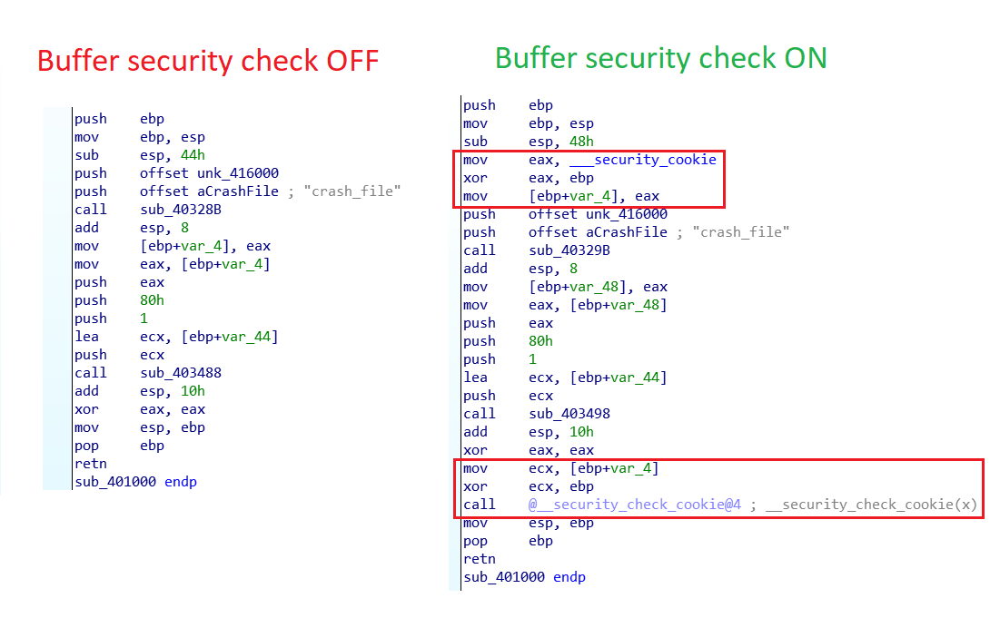 Buffer security check OFF
push ebp
mov ebp, esp
sub esp, 44h
push offset unk_416000
push offset aCrashFile ; "crash_file"
call sub_40328B
add esp, 8
mov [ebp+var_4], eax
mov eax, [ebp+var_4]
push eax
push 80h
push 1
lea ecx, [ebp+var_44]
push ecx
call sub_403488
add esp, 10h
xor eax, eax
mov esp, ebp
pop ebp
retn
sub_401000 endp
Buffer security check ON
push ebp
mov ebp, esp
sub esp, 48h
mov eax, ___security_cookie
xor eax, ebp
mov [ebp+var_4], eax
push offset unk_416000
push offset aCrashFile ; "crash_file"
call sub_40329B
add esp, 8
mov [ebp+var_48], eax
mov eax, [ebp+var_48]
push eax
push 80h
push 1
lea ecx, [ebp+var_44]
push ecx
call sub_403498
add esp, 10h
xor eax, eax
mov ecx, [ebp+var_4]
xor ecx, ebp
call @__security_check_cookie@4 ; __security_check_cookie(x)
mov esp, ebp
pop ebp
retn
sub_401000 endp